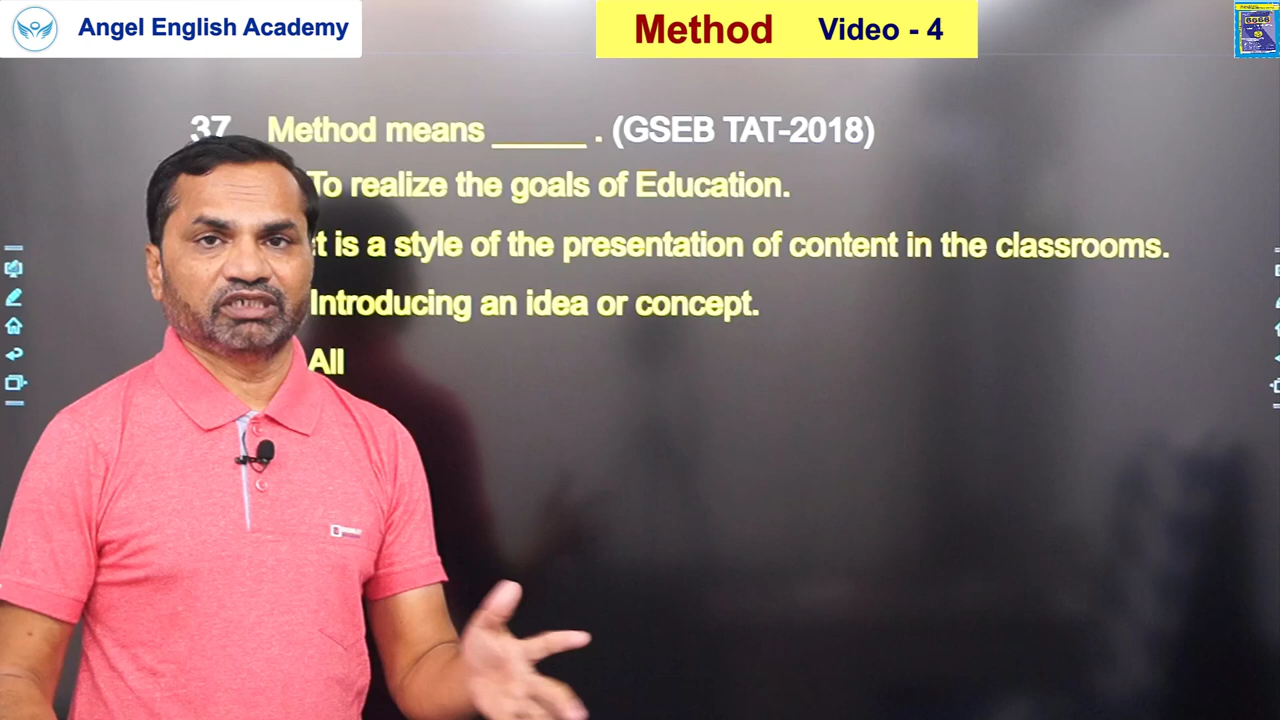 Angel English Academy
Method Video - 4
37 Method means _____ . (GSEB TAT-2018)
To realize the goals of Education.
t is a style of the presentation of content in the classrooms.
Introducing an idea or concept.
All